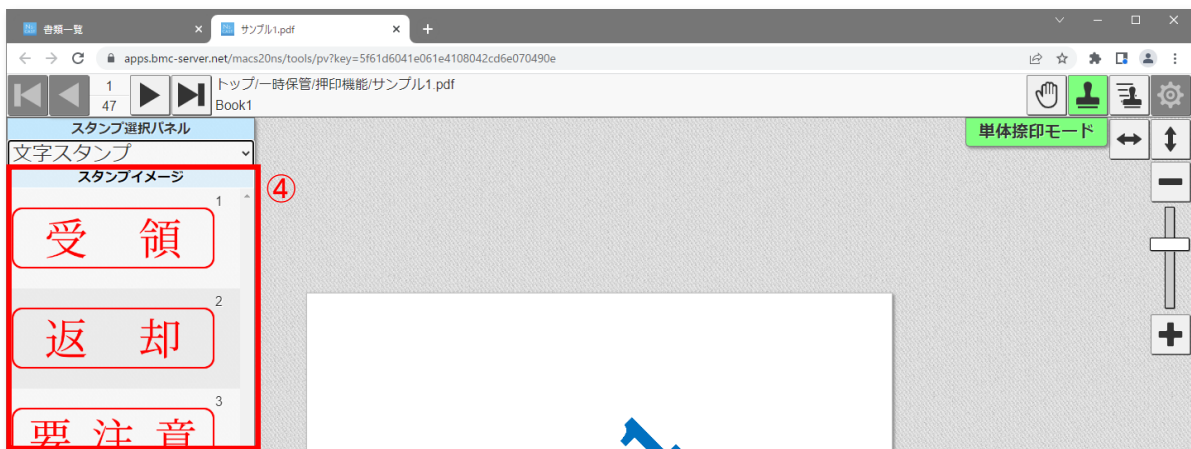 書類一覧
サンプル1.pdf
apps.bmc-server.net/macs20ns/tools/pv?key=5f61d6041e061e4108042cd6e070490e
1
47
トップ/一時保管/押印機能/サンプル1.pdf
Book1
スタンプ選択パネル
単体捺印モード
文字スタンプ
スタンプイメージ
④
1
受 領
2
返 却
3
要 注 意